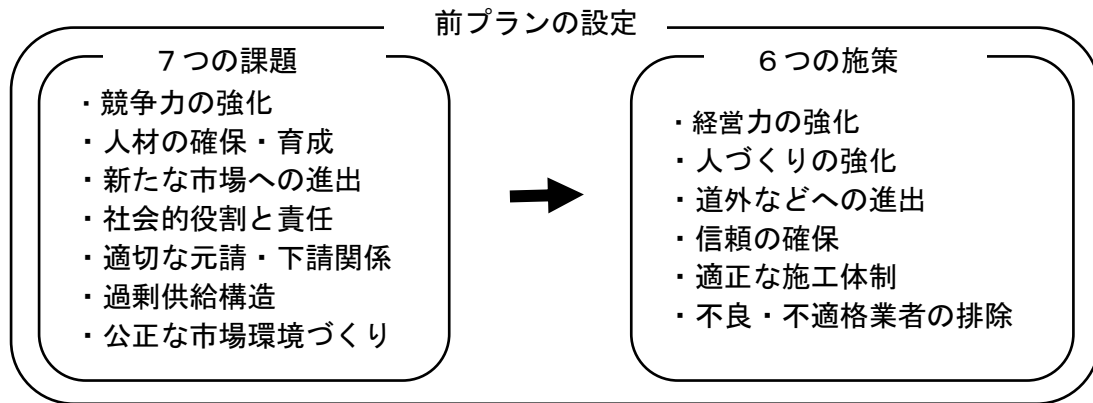 前プランの設定
７つの課題
・競争力の強化
・人材の確保・育成
・新たな市場への進出
・社会的役割と責任
・適切な元請・下請関係
・過剰供給構造
・公正な市場環境づくり
６つの施策
・経営力の強化
・人づくりの強化
・道外などへの進出
・信頼の確保
・適正な施工体制
・不良・不適格業者の排除